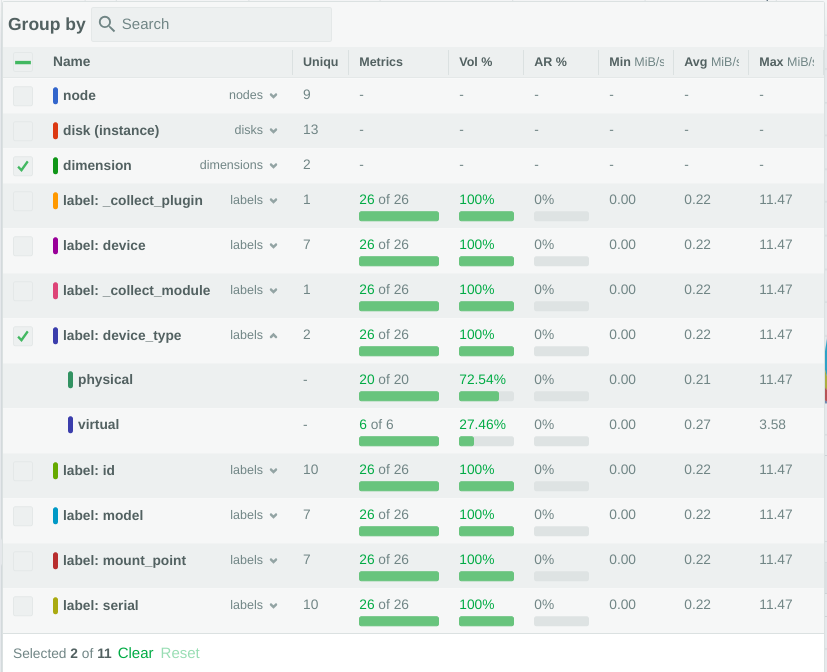 Group by Search
Name Uniqu Metrics Vol % AR % Min MiB/s Avg MiB/s Max MiB/s
node nodes 9 - - - - - -
disk (instance) disks 13 - - - - - -
dimension dimensions 2 - - - - - -
label: _collect_plugin labels 1 26 of 26 100% 0% 0.00 0.22 11.47
label: device labels 7 26 of 26 100% 0% 0.00 0.22 11.47
label: _collect_module labels 1 26 of 26 100% 0% 0.00 0.22 11.47
label: device_type labels 2 26 of 26 100% 0% 0.00 0.22 11.47
physical - 20 of 20 72.54% 0% 0.00 0.21 11.47
virtual - 6 of 6 27.46% 0% 0.00 0.27 3.58
label: id labels 10 26 of 26 100% 0% 0.00 0.22 11.47
label: model labels 7 26 of 26 100% 0% 0.00 0.22 11.47
label: mount_point labels 7 26 of 26 100% 0% 0.00 0.22 11.47
label: serial labels 10 26 of 26 100% 0% 0.00 0.22 11.47
Selected 2 of 11 Clear Reset